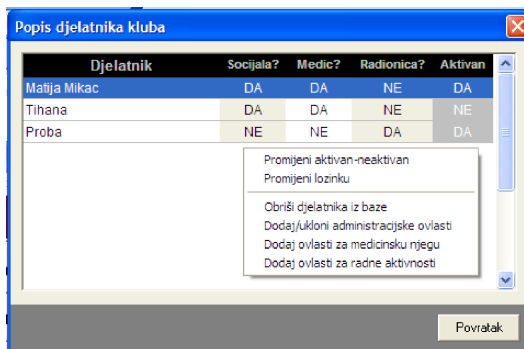 Popis djelatnika kluba
Djelatnik Socijala? Medic? Radionica? Aktivan
Matija Mikac DA DA NE DA
Tihana DA DA NE NE
Proba NE NE DA DA
Promijeni aktivan-neaktivan
Promijeni lozinku
Obriši djelatnika iz baze
Dodaj/ukloni administracijske ovlasti
Dodaj ovlasti za medicinsku njegu
Dodaj ovlasti za radne aktivnosti
Povratak